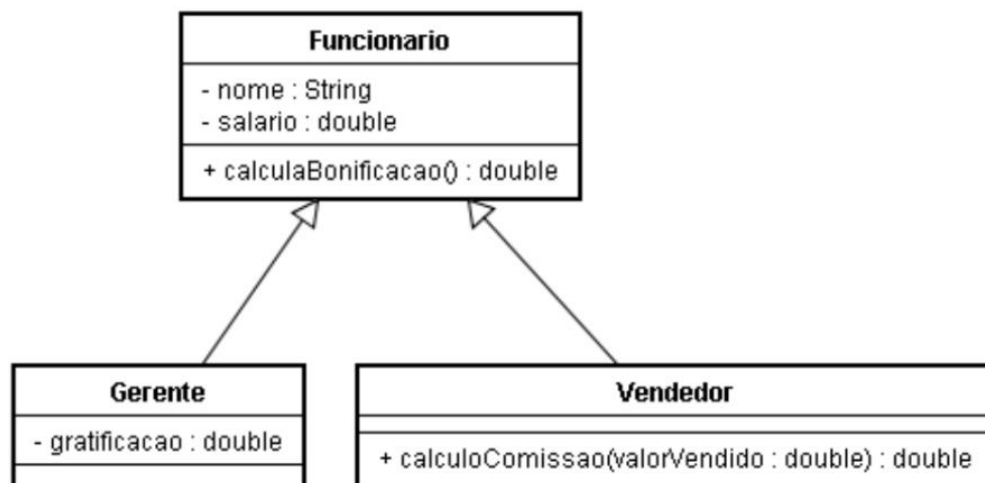 Funcionario
- nome : String
- salario : double
+ calculaBonificacao() : double
Gerente
- gratificacao : double
Vendedor
+ calculoComissao(valorVendido : double) : double